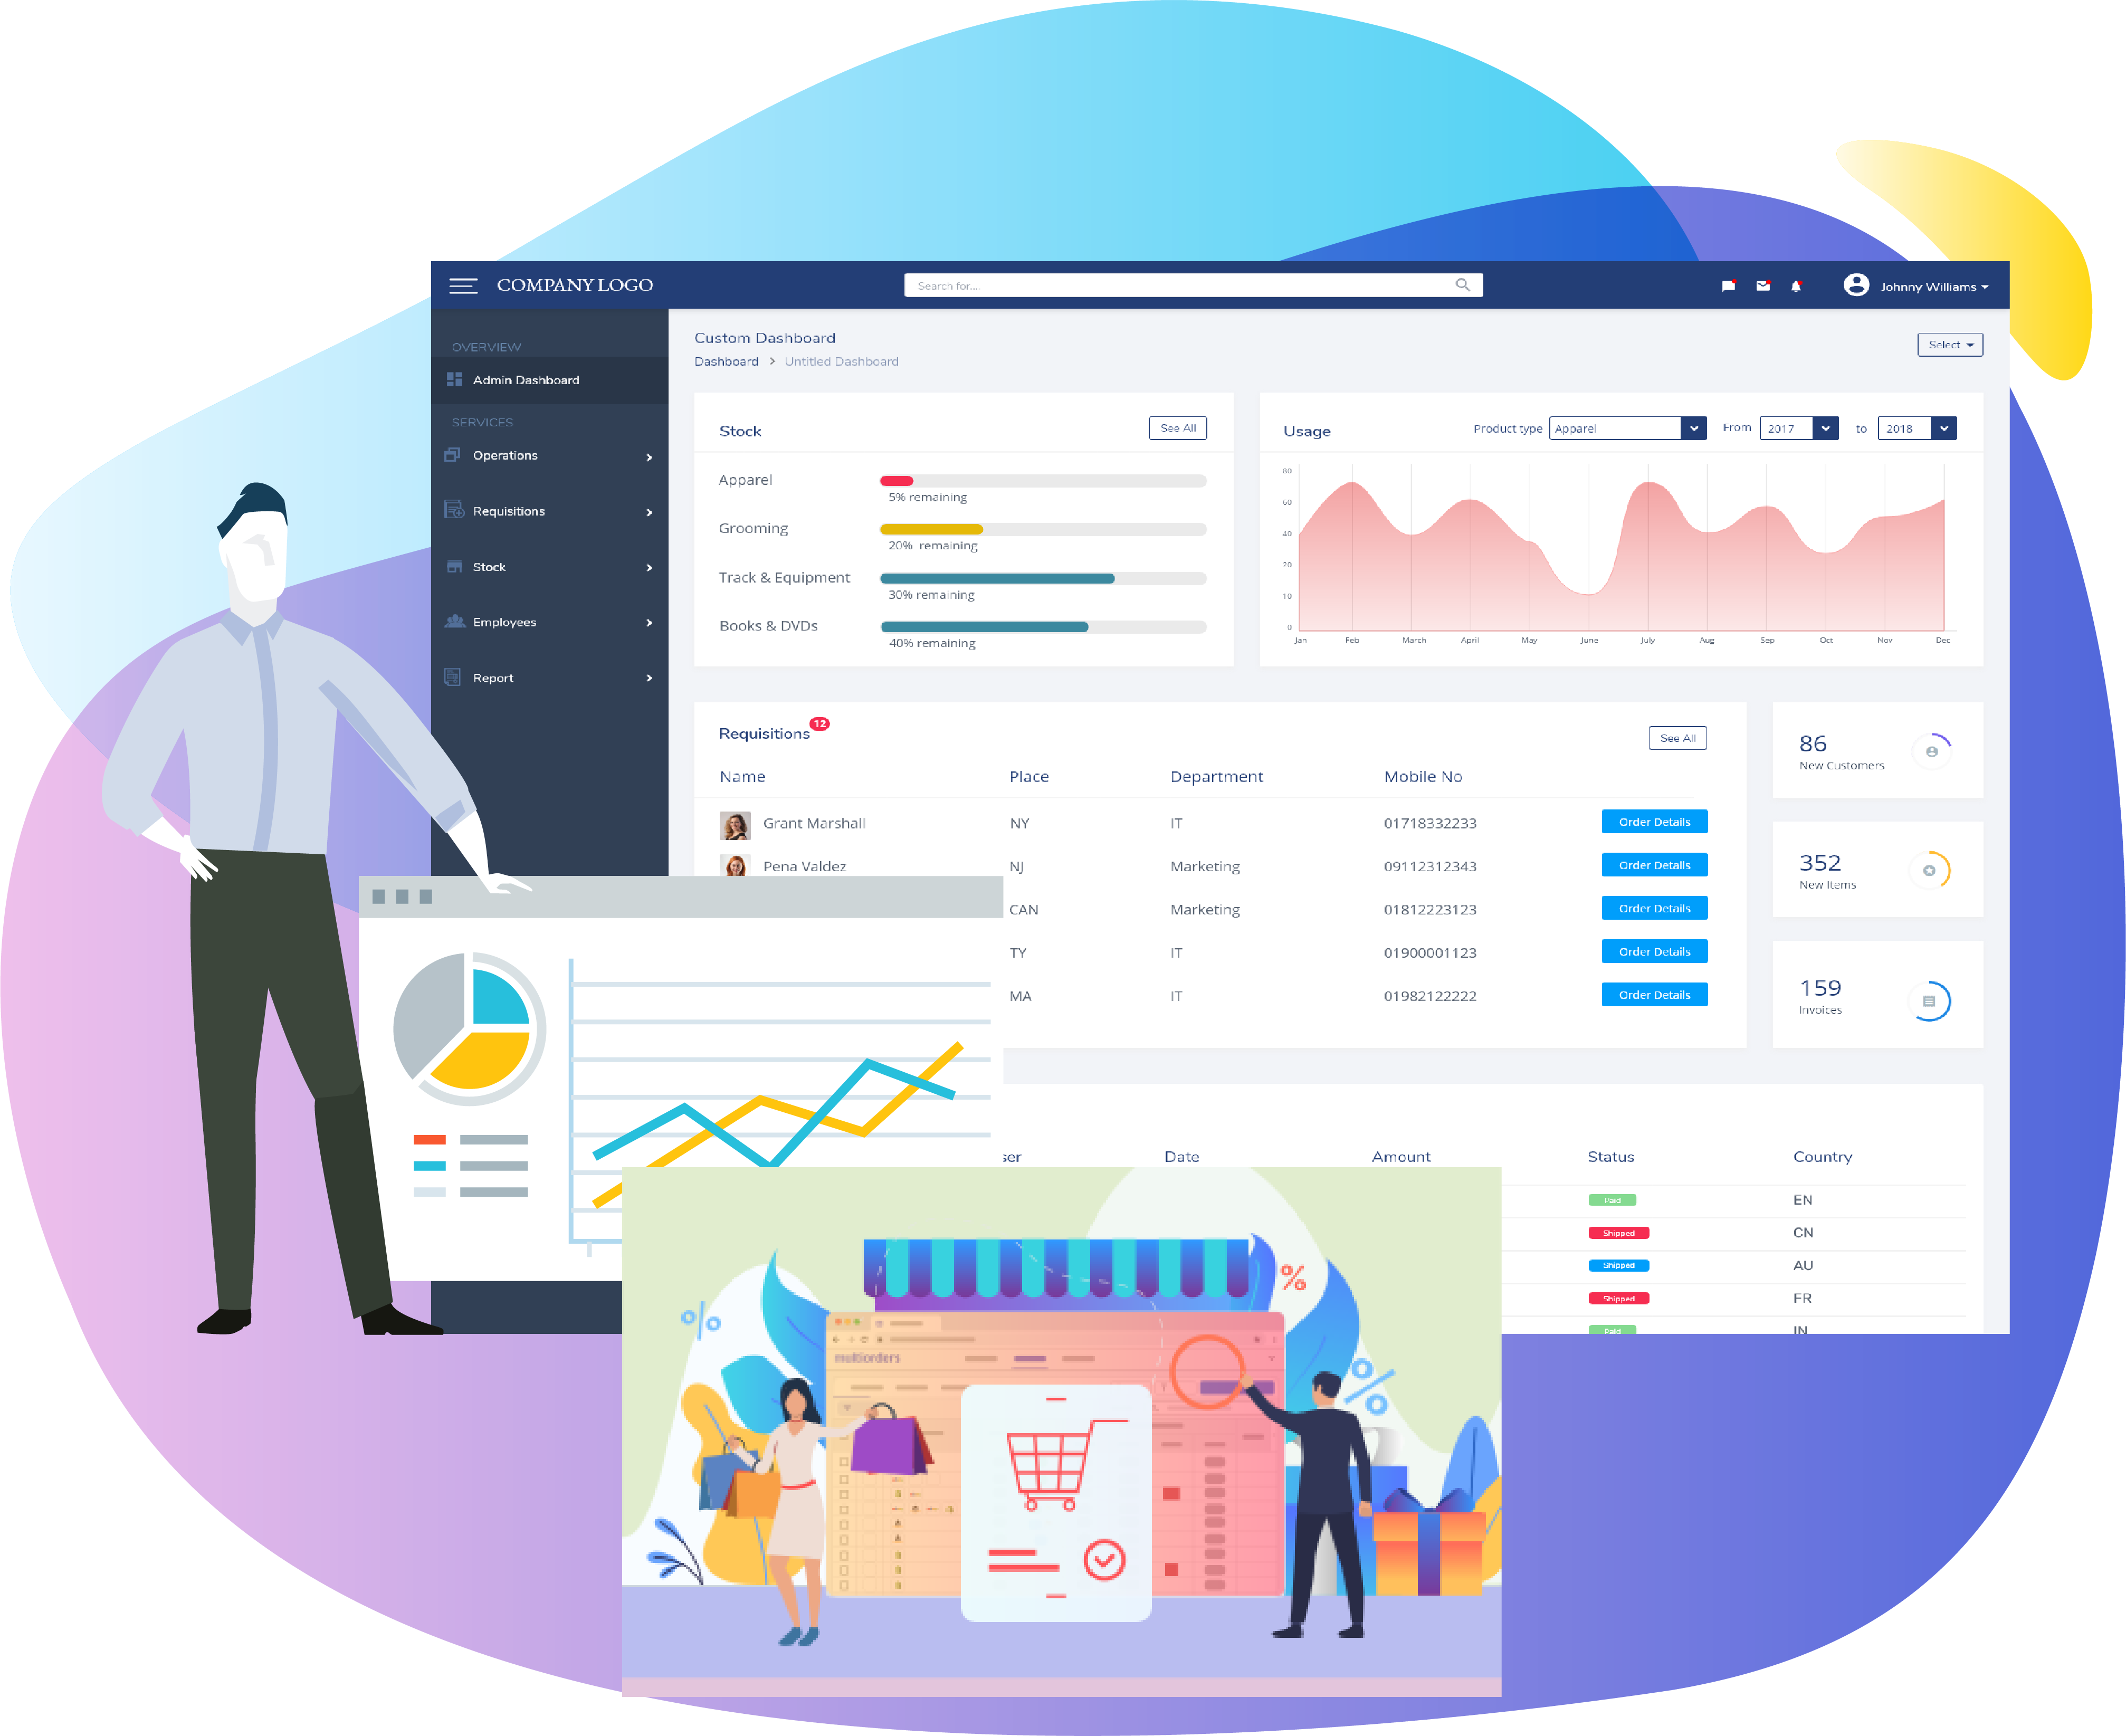 COMPANY LOGO
Search for....
Johnny Williams
OVERVIEW
Admin Dashboard
SERVICES
Operations
Requisitions
Stock
Employees
Report
Custom Dashboard
Dashboard > Untitled Dashboard
Select
Stock
See All
Apparel
5% remaining
Grooming
20% remaining
Track & Equipment
30% remaining
Books & DVDs
40% remaining
Usage
Product type Apparel From 2017 to 2018
80
60
40
20
10
0
Jan Feb March April May June July Aug Sep Oct Nov Dec
Requisitions 12
See All
Name Place Department Mobile No
Grant Marshall NY IT 01718332233 Order Details
Pena Valdez NJ Marketing 09112312343 Order Details
CAN Marketing 01812223123 Order Details
TY IT 01900001123 Order Details
MA IT 01982122222 Order Details
86
New Customers
352
New Items
159
Invoices
ser Date Amount Status Country
Paid EN
Shipped CN
Shipped AU
Shipped FR
Paid IN
%
%
%
multiorders